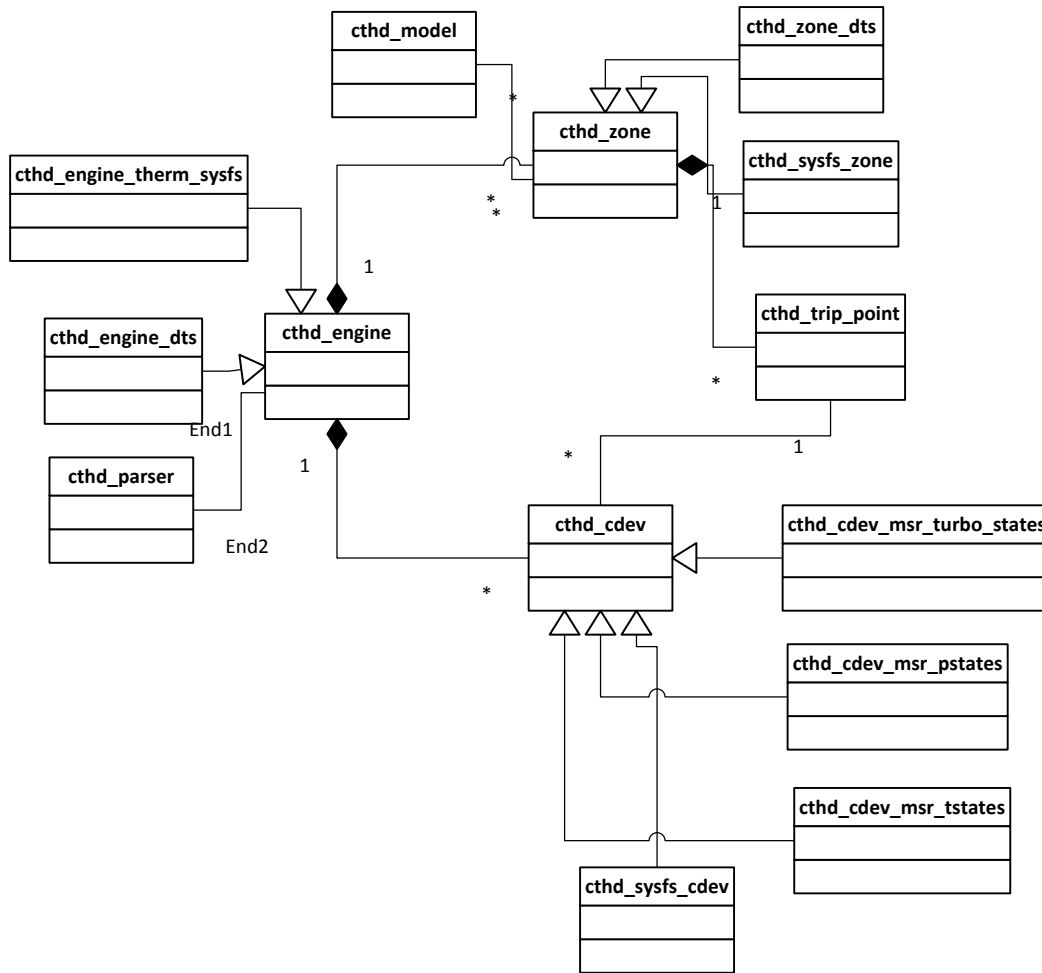 cthd_model
cthd_zone_dts
*
cthd_zone
cthd_sysfs_zone
cthd_engine_therm_sysfs
*
*
1
1
cthd_trip_point
cthd_engine_dts
cthd_engine
*
End1
1
1
*
cthd_parser
cthd_cdev
cthd_cdev_msr_turbo_states
End2
*
cthd_cdev_msr_pstates
cthd_cdev_msr_tstates
cthd_sysfs_cdev